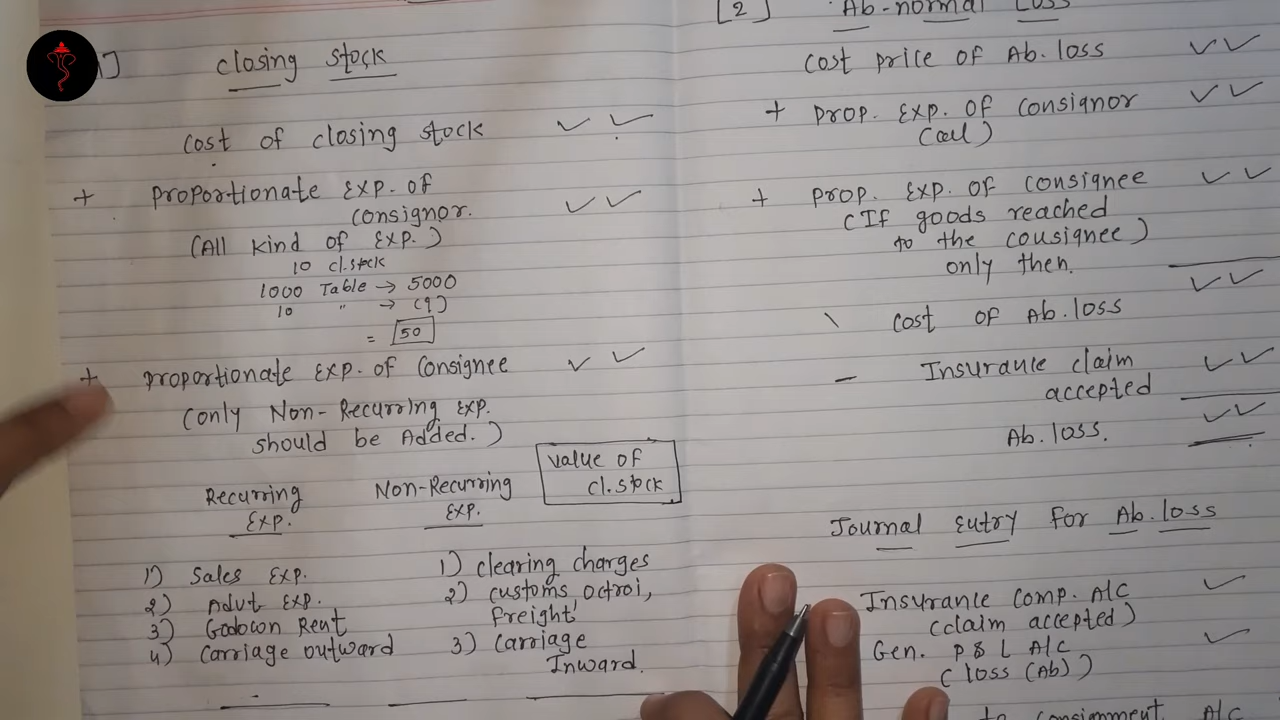 1]
closing stock
cost of closing stock
+ proportionate Exp. of
consignor.
(All kind of Exp.)
10 cl.stock
1000 Table → 5000
10 " → (?)
= 50
+ proportionate Exp. of consignee
(only Non-Recurring Exp.
should be Added.)
value of
cl.stock
Recurring
Exp.
1) Sales Exp.
2) Advt Exp.
3) Godown Rent
4) Carriage outward
Non-Recurring
Exp.
1) clearing charges
2) customs octroi,
freight
3) Carriage
Inward.
[2] Ab-normal Loss
cost price of Ab. loss
+ prop. Exp. of consignor
(all)
+ prop. Exp. of consignee
(If goods reached
to the consignee)
only then.
cost of Ab. loss
- Insurance claim
accepted
Ab. loss.
Journal Entry for Ab. loss
Insurance comp. A/c
(claim accepted)
Gen. P & L A/c
(loss (Ab))
to consignment A/c